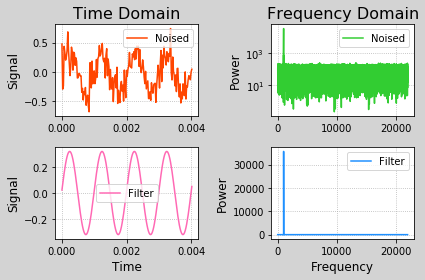 Time Domain
Frequency Domain
Signal
0.5
0.0
−0.5
Noised
0.000
0.002
0.004
Power
10³
10¹
Noised
0
10000
20000
Signal
0.2
0.0
−0.2
Filter
0.000
0.002
0.004
Time
Power
30000
20000
10000
0
Filter
0
10000
20000
Frequency